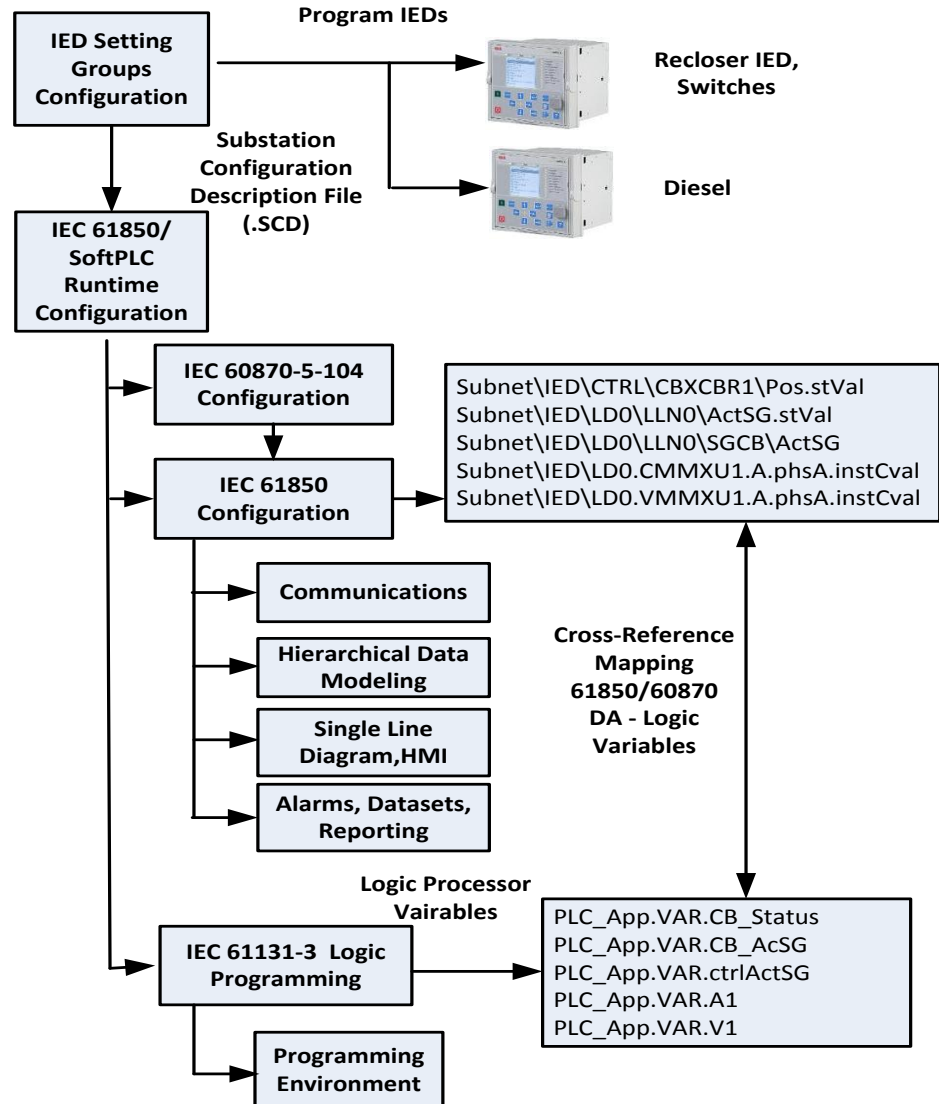 Program IEDs
IED Setting
Groups
Configuration
Recloser IED,
Switches
Substation
Configuration
Description File
(.SCD)
Diesel
IEC 61850/
SoftPLC
Runtime
Configuration
IEC 60870-5-104
Configuration
IEC 61850
Configuration
Subnet\IED\CTRL\CBXCBR1\Pos.stVal
Subnet\IED\LD0\LLN0\ActSG.stVal
Subnet\IED\LD0\LLN0\SGCB\ActSG
Subnet\IED\LD0.CMMXU1.A.phsA.instCval
Subnet\IED\LD0.VMMXU1.A.phsA.instCval
Communications
Hierarchical Data
Modeling
Single Line
Diagram,HMI
Alarms, Datasets,
Reporting
Cross-Reference
Mapping
61850/60870
DA - Logic
Variables
Logic Processor
Vairables
IEC 61131-3  Logic
Programming
PLC_App.VAR.CB_Status
PLC_App.VAR.CB_AcSG
PLC_App.VAR.ctrlActSG
PLC_App.VAR.A1
PLC_App.VAR.V1
Programming
Environment